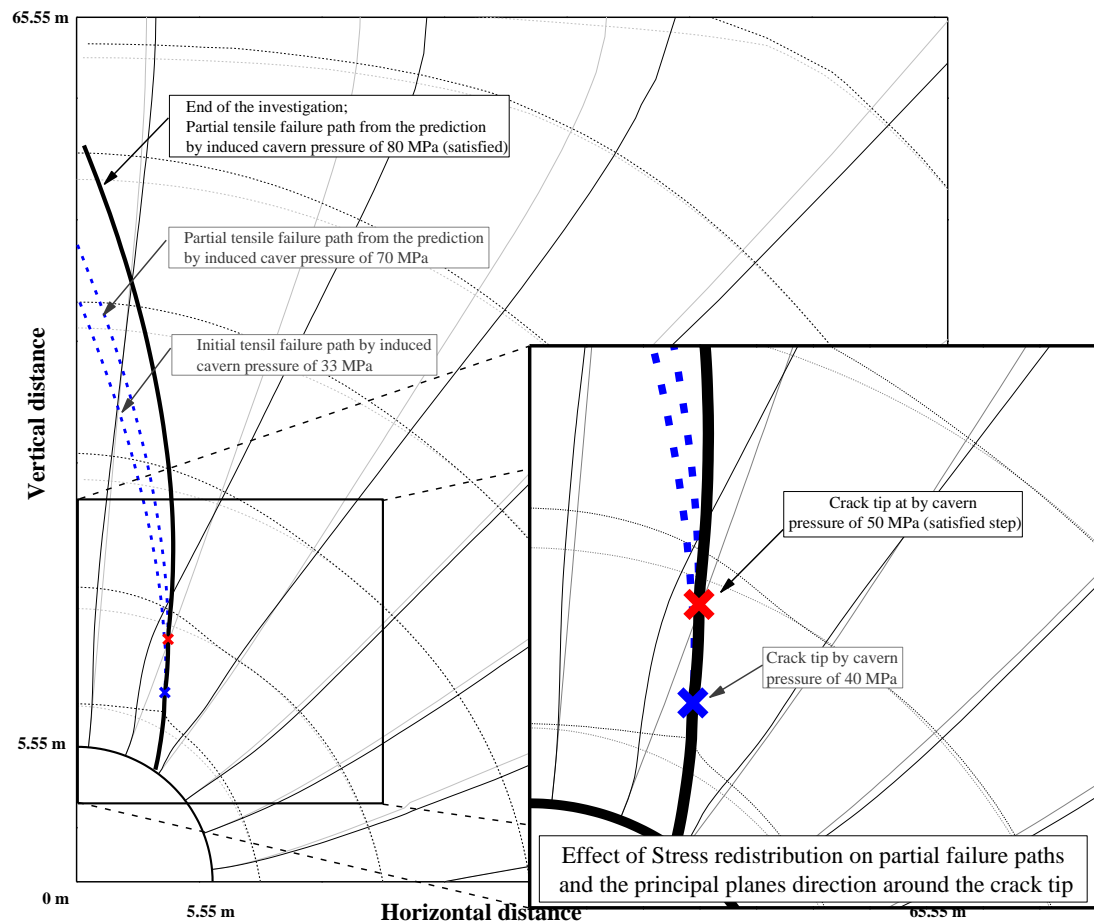 65.55 m
End of the investigation;
Partial tensile failure path from the prediction
by induced cavern pressure of 80 MPa (satisfied)
Partial tensile failure path from the prediction
by induced caver pressure of 70 MPa
Initial tensil failure path by induced
cavern pressure of 33 MPa
Vertical distance
Crack tip at by cavern
pressure of 50 MPa (satisfied step)
Crack tip by cavern
pressure of 40 MPa
5.55 m
Effect of Stress redistribution on partial failure paths
and the principal planes direction around the crack tip
0 m
5.55 m
Horizontal distance
65.55 m